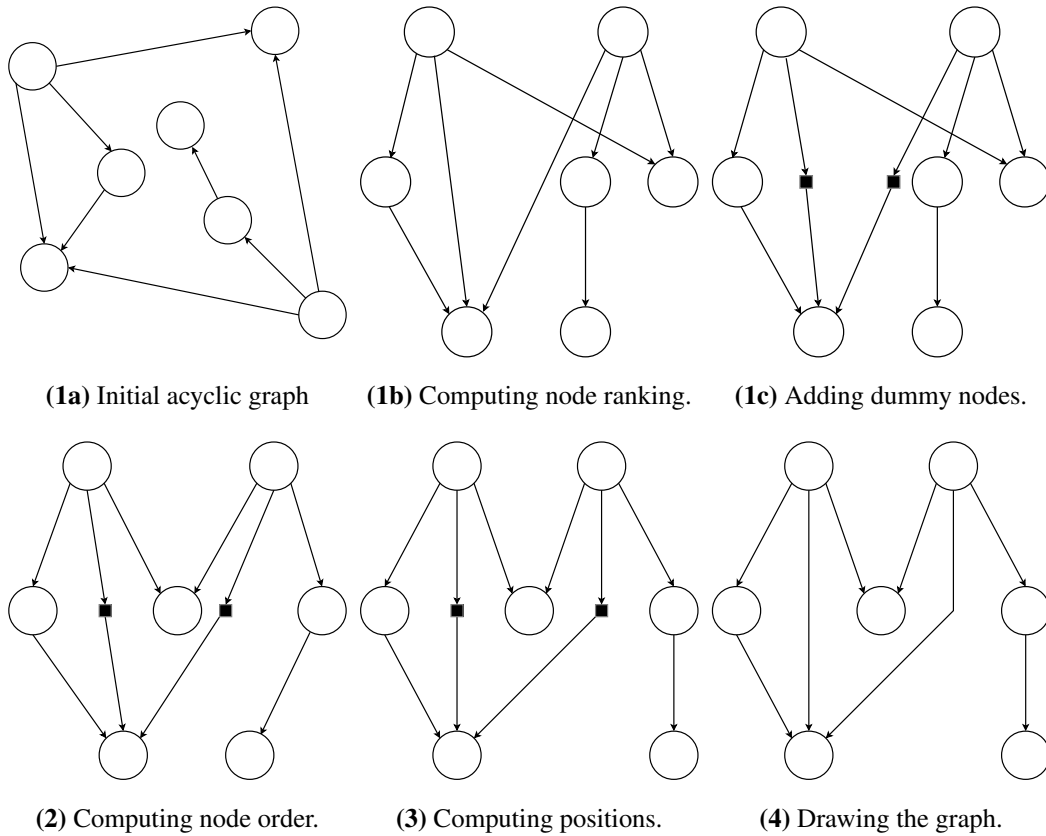 (1a) Initial acyclic graph
(1b) Computing node ranking.
(1c) Adding dummy nodes.
(2) Computing node order.
(3) Computing positions.
(4) Drawing the graph.